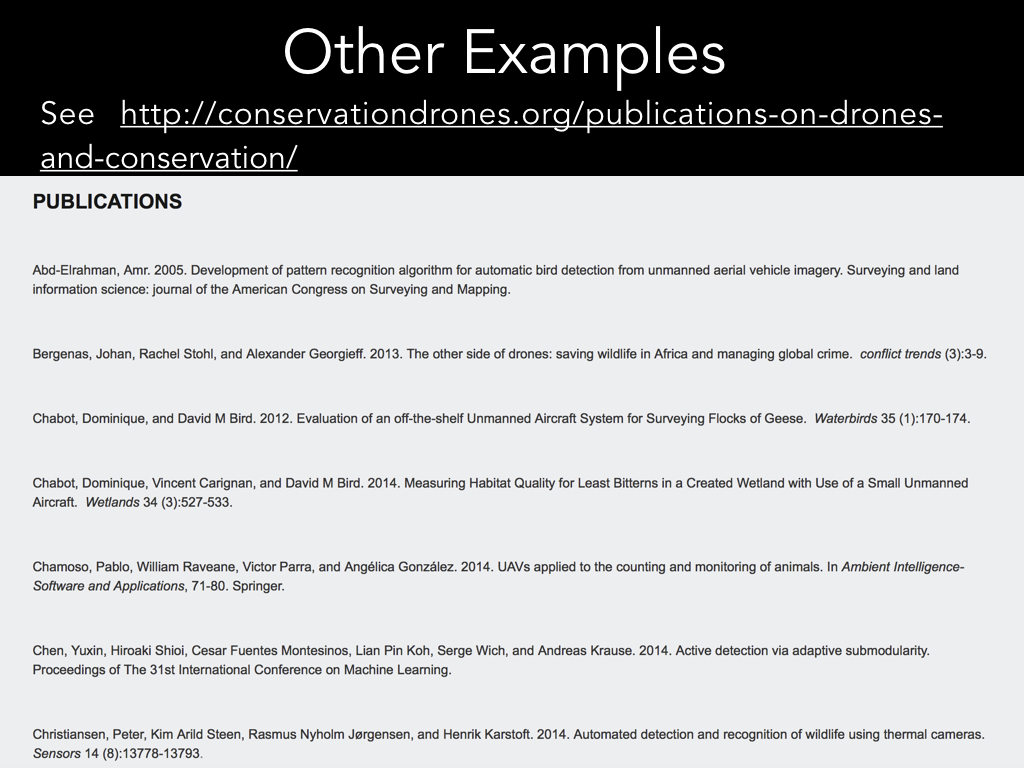 Other Examples
See http://conservationdrones.org/publications-on-drones-
and-conservation/
PUBLICATIONS
Abd-Elrahman, Amr. 2005. Development of pattern recognition algorithm for automatic bird detection from unmanned aerial vehicle imagery. Surveying and land
information science: journal of the American Congress on Surveying and Mapping.
Bergenas, Johan, Rachel Stohl, and Alexander Georgieff. 2013. The other side of drones: saving wildlife in Africa and managing global crime. conflict trends (3):3-9.
Chabot, Dominique, and David M Bird. 2012. Evaluation of an off-the-shelf Unmanned Aircraft System for Surveying Flocks of Geese. Waterbirds 35 (1):170-174.
Chabot, Dominique, Vincent Carignan, and David M Bird. 2014. Measuring Habitat Quality for Least Bitterns in a Created Wetland with Use of a Small Unmanned
Aircraft. Wetlands 34 (3):527-533.
Chamoso, Pablo, William Raveane, Victor Parra, and Angélica González. 2014. UAVs applied to the counting and monitoring of animals. In Ambient Intelligence-
Software and Applications, 71-80. Springer.
Chen, Yuxin, Hiroaki Shioi, Cesar Fuentes Montesinos, Lian Pin Koh, Serge Wich, and Andreas Krause. 2014. Active detection via adaptive submodularity.
Proceedings of The 31st International Conference on Machine Learning.
Christiansen, Peter, Kim Arild Steen, Rasmus Nyholm Jørgensen, and Henrik Karstoft. 2014. Automated detection and recognition of wildlife using thermal cameras.
Sensors 14 (8):13778-13793.